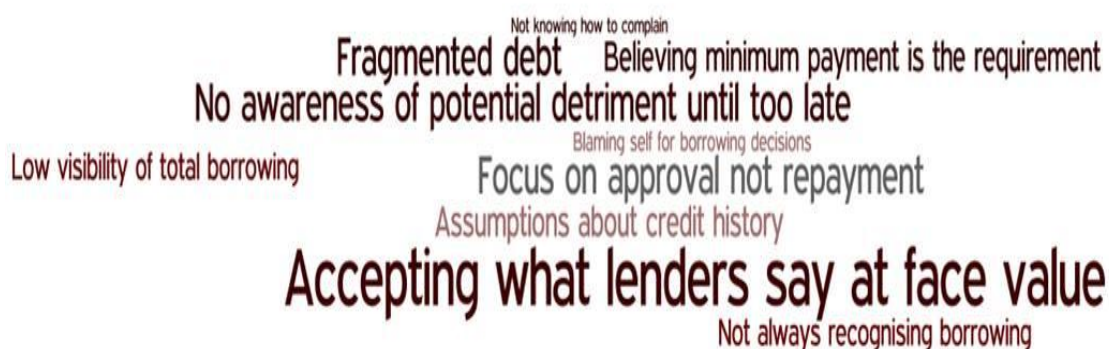 Not knowing how to complain
Fragmented debt
Believing minimum payment is the requirement
No awareness of potential detriment until too late
Blaming self for borrowing decisions
Low visibility of total borrowing
Focus on approval not repayment
Assumptions about credit history
Accepting what lenders say at face value
Not always recognising borrowing